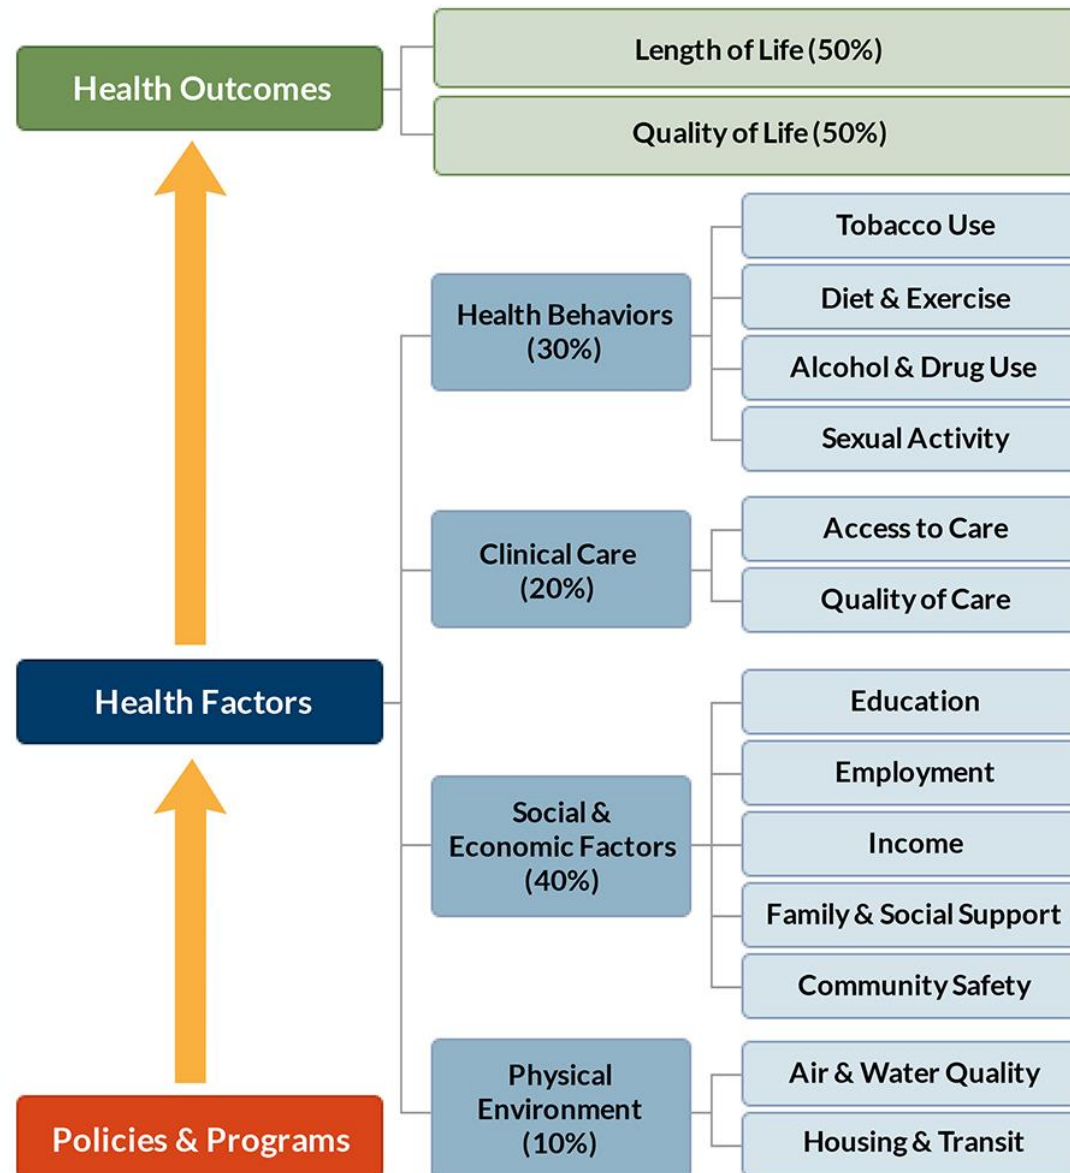 Health Outcomes
Length of Life (50%)
Quality of Life (50%)
Health Factors
Health Behaviors
(30%)
Tobacco Use
Diet & Exercise
Alcohol & Drug Use
Sexual Activity
Clinical Care
(20%)
Access to Care
Quality of Care
Social &
Economic Factors
(40%)
Education
Employment
Income
Family & Social Support
Community Safety
Physical
Environment
(10%)
Air & Water Quality
Housing & Transit
Policies & Programs